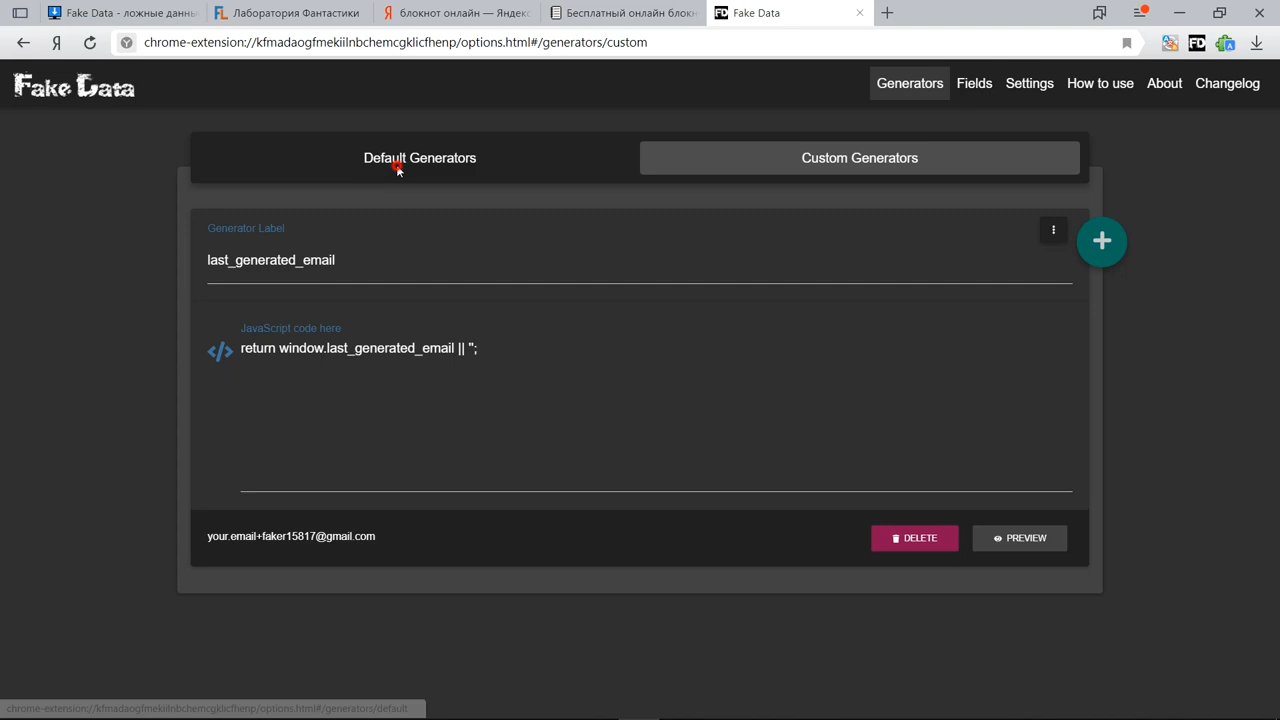 Fake Data - ложные данны
Лаборатория Фантастики
блокнот онлайн — Яндекс
Бесплатный онлайн блокн
Fake Data
chrome-extension://kfmadaogfmekiilnbchemcgklicfhenp/options.html#/generators/custom
Fake Data
Generators
Fields
Settings
How to use
About
Changelog
Default Generators
Custom Generators
Generator Label
last_generated_email
JavaScript code here
return window.last_generated_email || '';
your.email+faker15817@gmail.com
DELETE
PREVIEW
chrome-extension://kfmadaogfmekiilnbchemcgklicfhenp/options.html#/generators/default